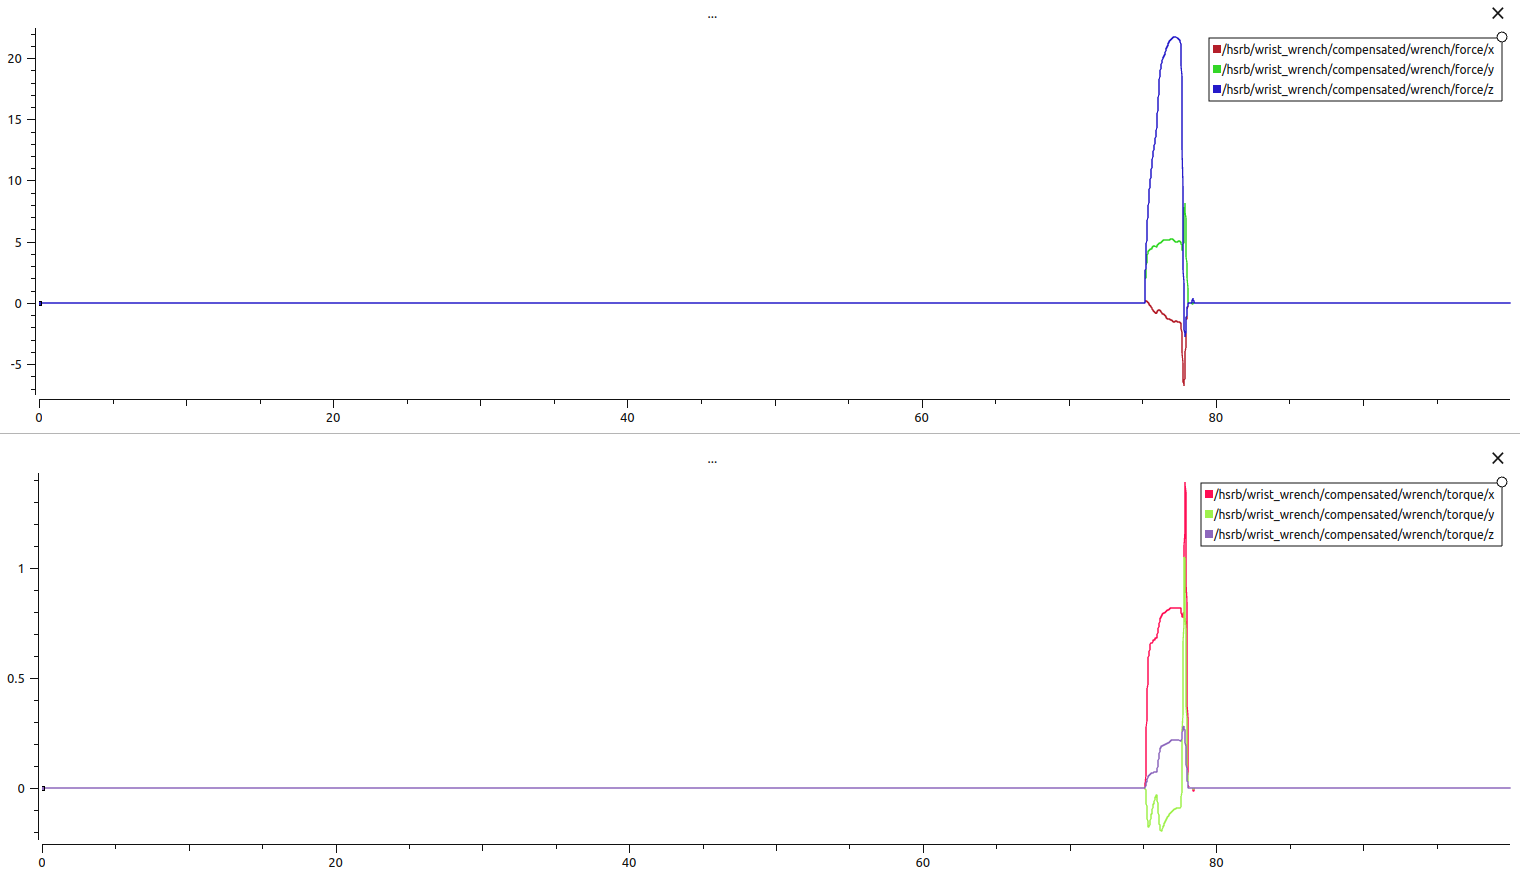 ...
/hsrb/wrist_wrench/compensated/wrench/force/x
/hsrb/wrist_wrench/compensated/wrench/force/y
/hsrb/wrist_wrench/compensated/wrench/force/z
20
15
10
5
0
-5
0 20 40 60 80
...
/hsrb/wrist_wrench/compensated/wrench/torque/x
/hsrb/wrist_wrench/compensated/wrench/torque/y
/hsrb/wrist_wrench/compensated/wrench/torque/z
1
0.5
0
0 20 40 60 80